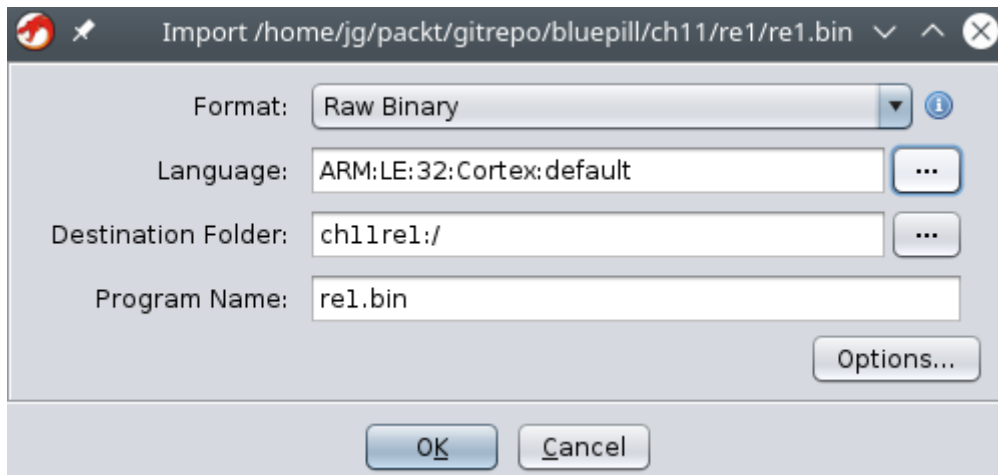 Import /home/jg/packt/gitrepo/bluepill/ch11/re1/re1.bin
Format: Raw Binary
Language: ARM:LE:32:Cortex:default ...
Destination Folder: ch11re1:/ ...
Program Name: re1.bin
Options...
OK Cancel